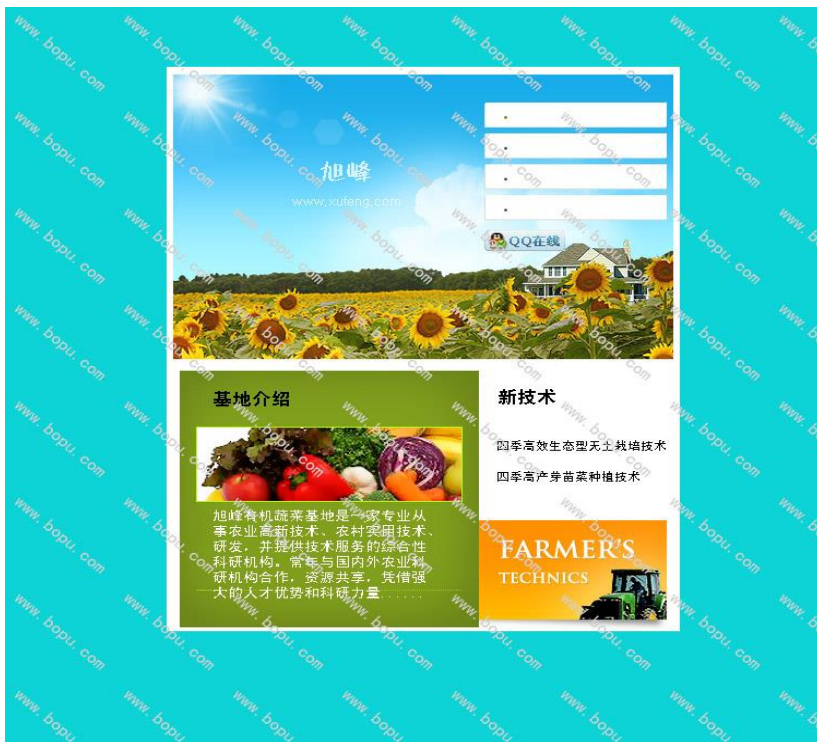 旭峰
www.xufeng.com
QQ在线
基地介绍
旭峰有机蔬菜基地是一家专业从
事农业高新技术、农村实用技术、
研发，并提供技术服务的综合性
科研机构。常年与国内外农业科
研机构合作，资源共享，凭借强
大的人才优势和科研力量......
新技术
四季高效生态型无土栽培技术
四季高产芽苗菜种植技术
FARMER'S
TECHNICS
www.bopu.com